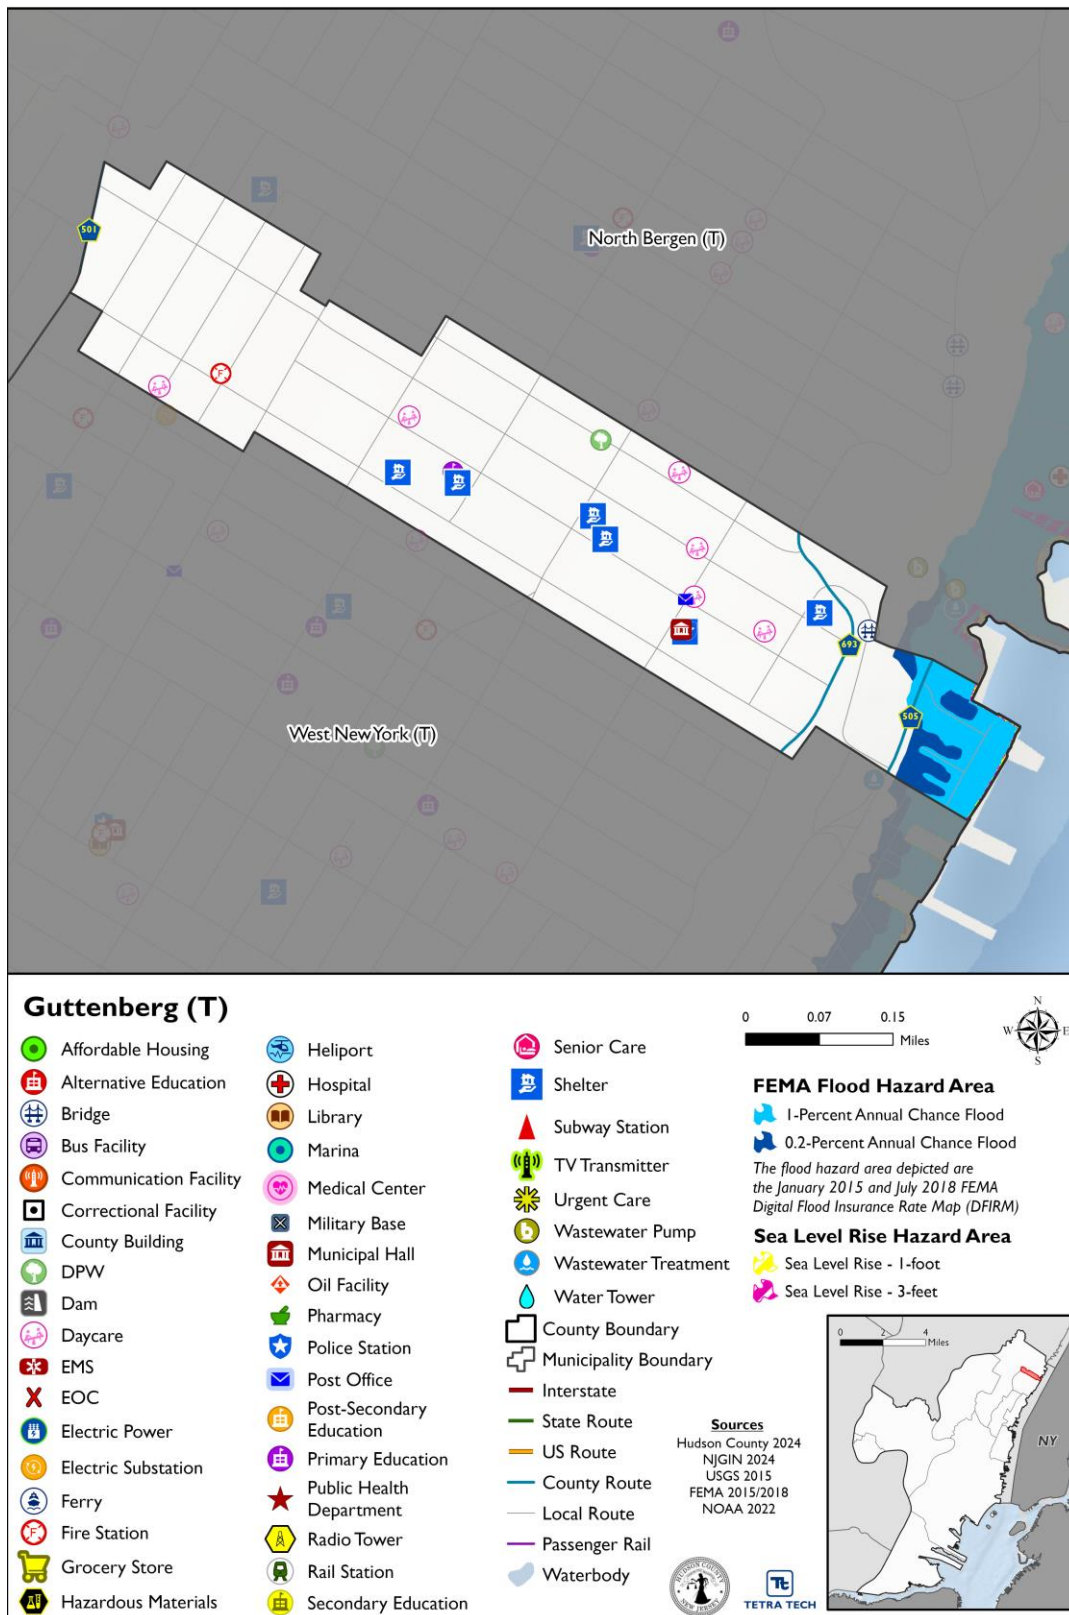 501
North Bergen (T)
693
505
West New York (T)
Guttenberg (T)
Affordable Housing
Alternative Education
Bridge
Bus Facility
Communication Facility
Correctional Facility
County Building
DPW
Dam
Daycare
EMS
EOC
Electric Power
Electric Substation
Ferry
Fire Station
Grocery Store
Hazardous Materials
Heliport
Hospital
Library
Marina
Medical Center
Military Base
Municipal Hall
Oil Facility
Pharmacy
Police Station
Post Office
Post-Secondary
Education
Primary Education
Public Health
Department
Radio Tower
Rail Station
Secondary Education
Senior Care
Shelter
Subway Station
TV Transmitter
Urgent Care
Wastewater Pump
Wastewater Treatment
Water Tower
County Boundary
Municipality Boundary
Interstate
State Route
US Route
County Route
Local Route
Passenger Rail
Waterbody
0 0.07 0.15
Miles
N
W E
S
FEMA Flood Hazard Area
1-Percent Annual Chance Flood
0.2-Percent Annual Chance Flood
The flood hazard area depicted are
the January 2015 and July 2018 FEMA
Digital Flood Insurance Rate Map (DFIRM)
Sea Level Rise Hazard Area
Sea Level Rise - 1-foot
Sea Level Rise - 3-feet
Sources
Hudson County 2024
NJGIN 2024
USGS 2015
FEMA 2015/2018
NOAA 2022
HUDSON COUNTY
NEW JERSEY
Tt
TETRA TECH
0 2 4
Miles
NY